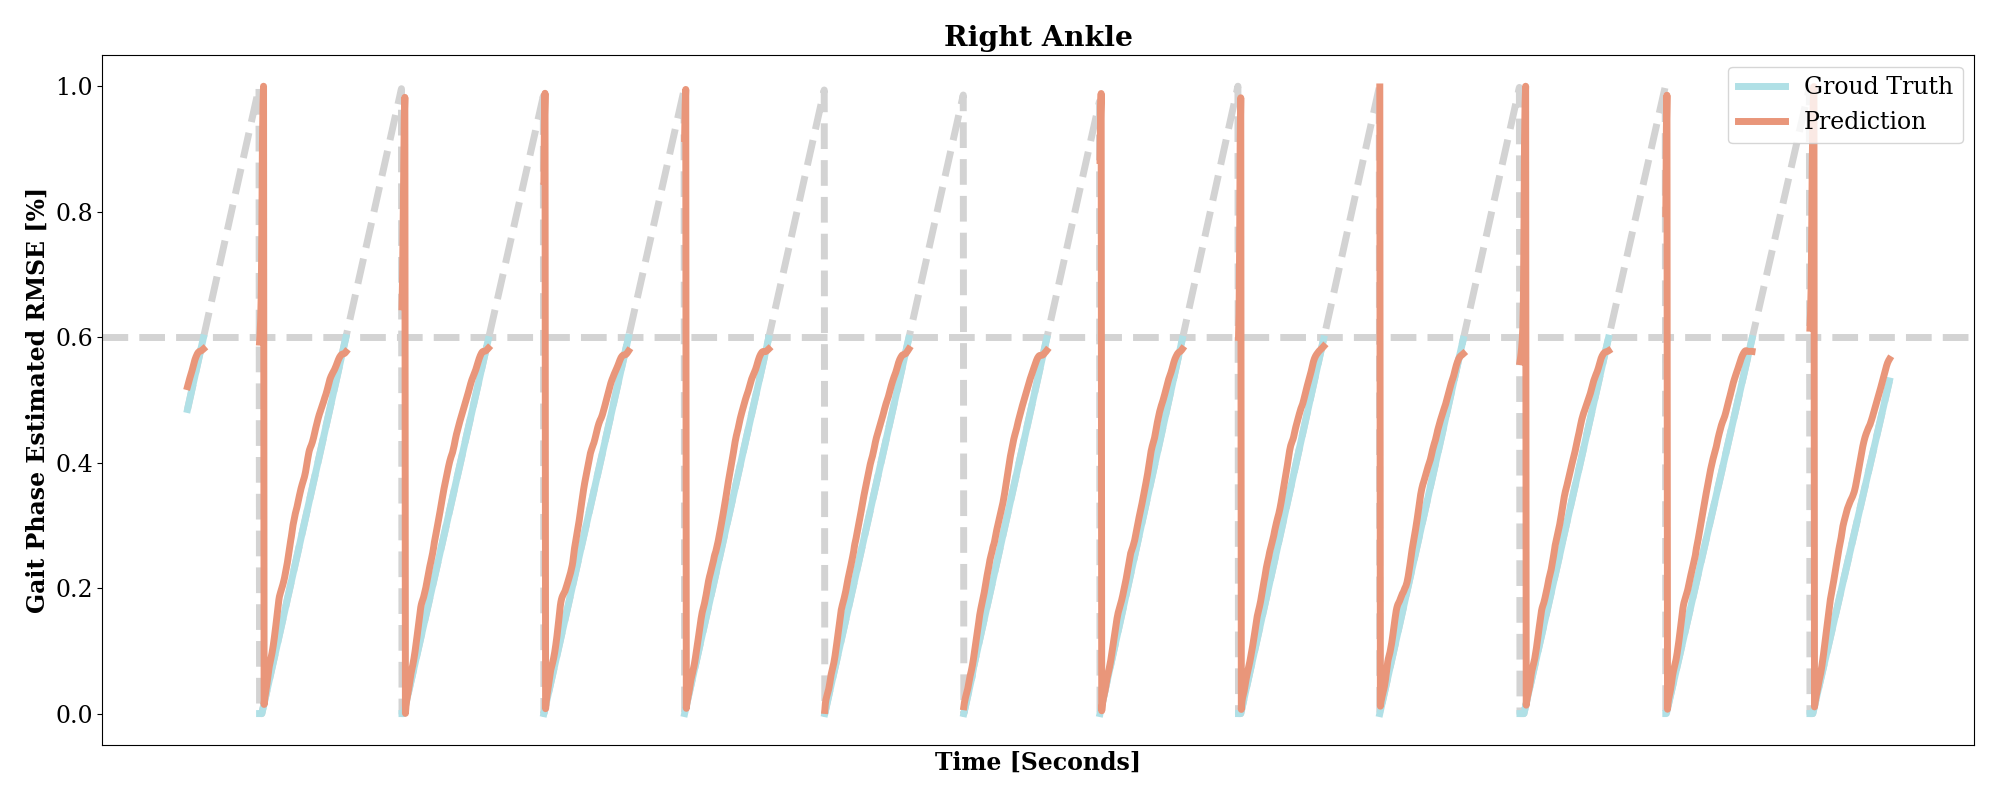 Right Ankle
Groud Truth
Prediction
Gait Phase Estimated RMSE [%]
1.0
0.8
0.6
0.4
0.2
0.0
Time [Seconds]